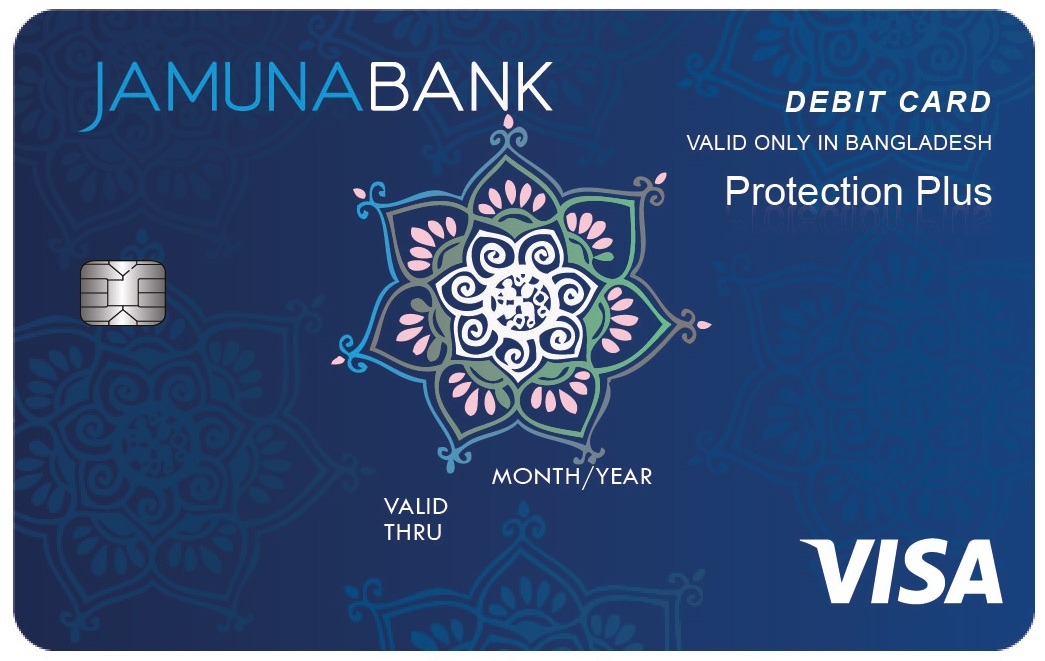 JAMUNABANK
DEBIT CARD
VALID ONLY IN BANGLADESH
Protection Plus
MONTH/YEAR
VALID
THRU
VISA